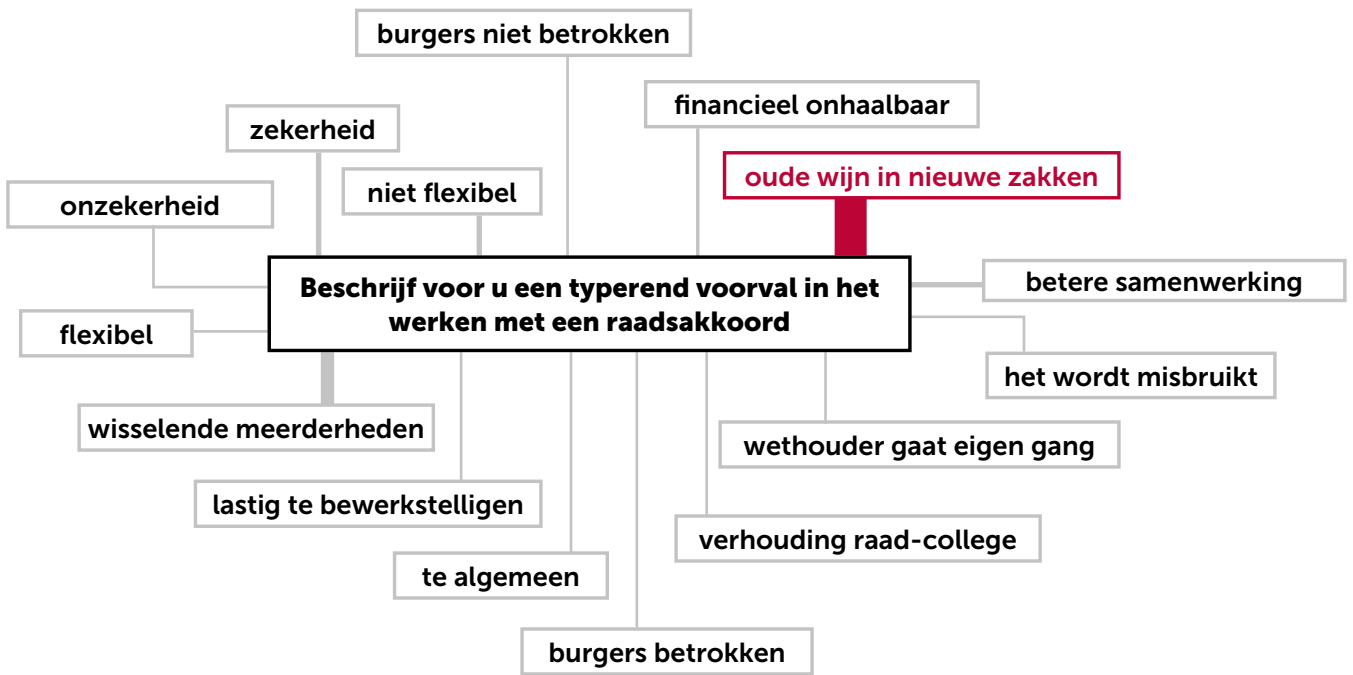 burgers niet betrokken
financieel onhaalbaar
zekerheid
oude wijn in nieuwe zakken
niet flexibel
onzekerheid
Beschrijf voor u een typerend voorval in het
werken met een raadsakkoord
betere samenwerking
flexibel
het wordt misbruikt
wisselende meerderheden
wethouder gaat eigen gang
lastig te bewerkstelligen
verhouding raad-college
te algemeen
burgers betrokken